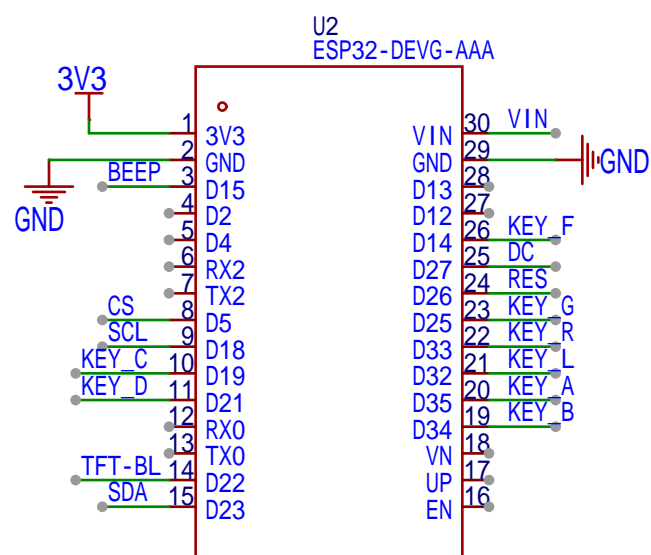 U2
ESP32-DEVG-AAA
3V3
1 3V3 VIN 30 VIN
2 GND GND 29 GND
GND
BEEP 3 D15 D13 28
4 D2 D12 27
5 D4 D14 26 KEY_F
6 RX2 D27 25 DC
7 TX2 D26 24 RES
CS 8 D5 D25 23 KEY_G
SCL 9 D18 D33 22 KEY_R
KEY_C 10 D19 D32 21 KEY_L
KEY_D 11 D21 D35 20 KEY_A
12 RX0 D34 19 KEY_B
13 TX0 VN 18
TFT-BL 14 D22 UP 17
SDA 15 D23 EN 16